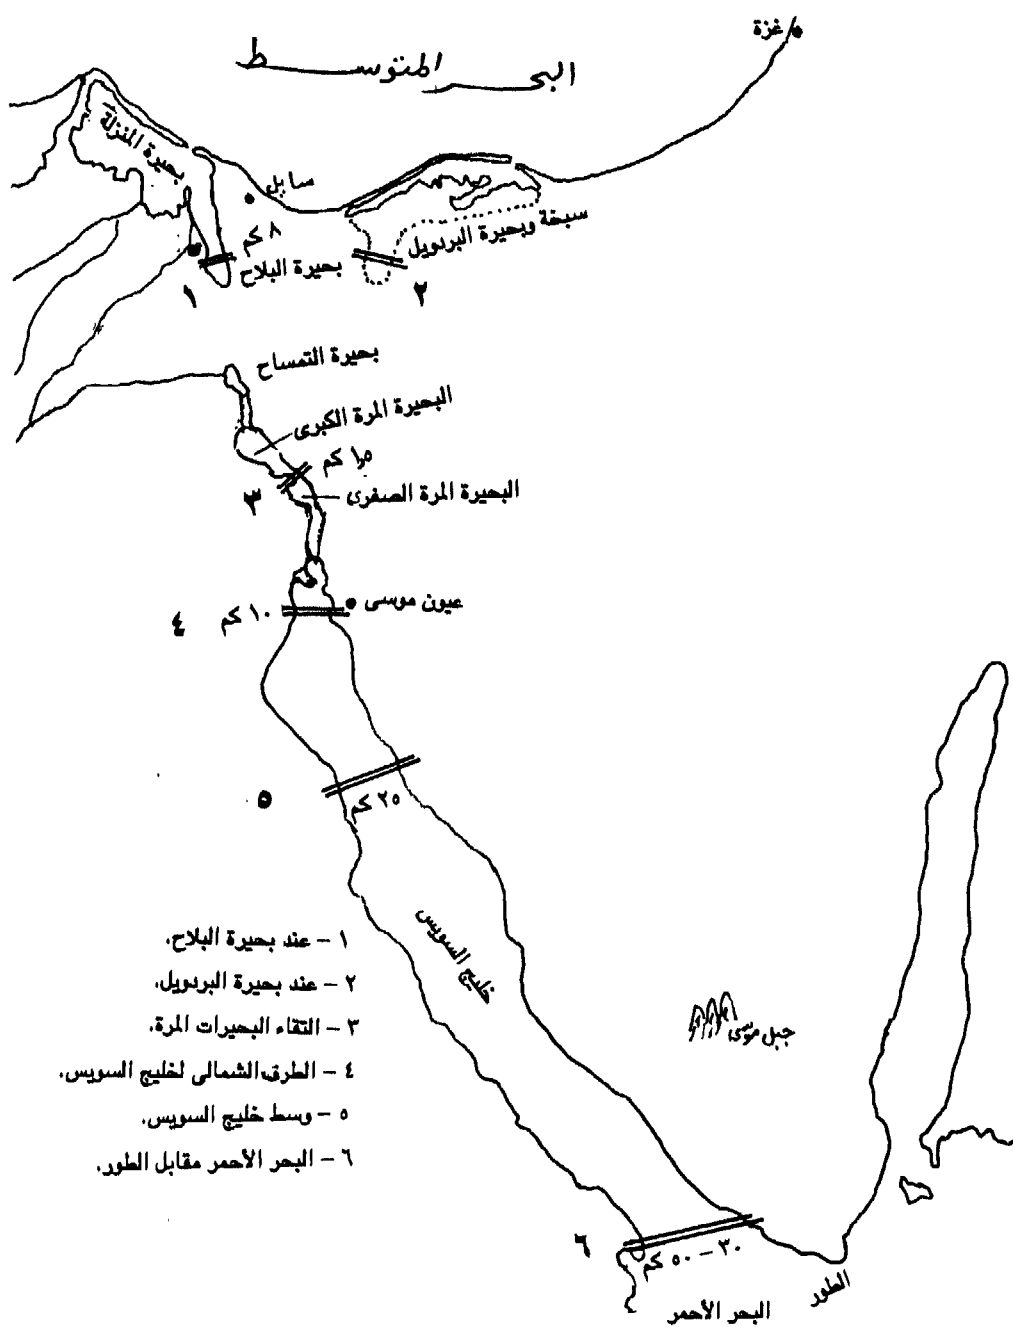 غزة
البحر المتوسط
بحيرة المنزلة
٨ كم
سبخة وبحيرة البردويل
بحيرة البلاح
١
٢
بحيرة التمساح
البحيرة المرة الكبرى
كم
٣
البحيرة المرة الصغرى
عيون موسى
١٠ كم
٤
٢٥ كم
٥
خليج السويس
جبل موسى
١ – عند بحيرة البلاح.
٢ – عند بحيرة البردويل.
٣ – التقاء البحيرات المرة.
٤ – الطرف الشمالى لخليج السويس.
٥ – وسط خليج السويس.
٦ – البحر الأحمر مقابل الطور.
٦
٣٠ – ٥٠ كم
الطور
البحر الأحمر